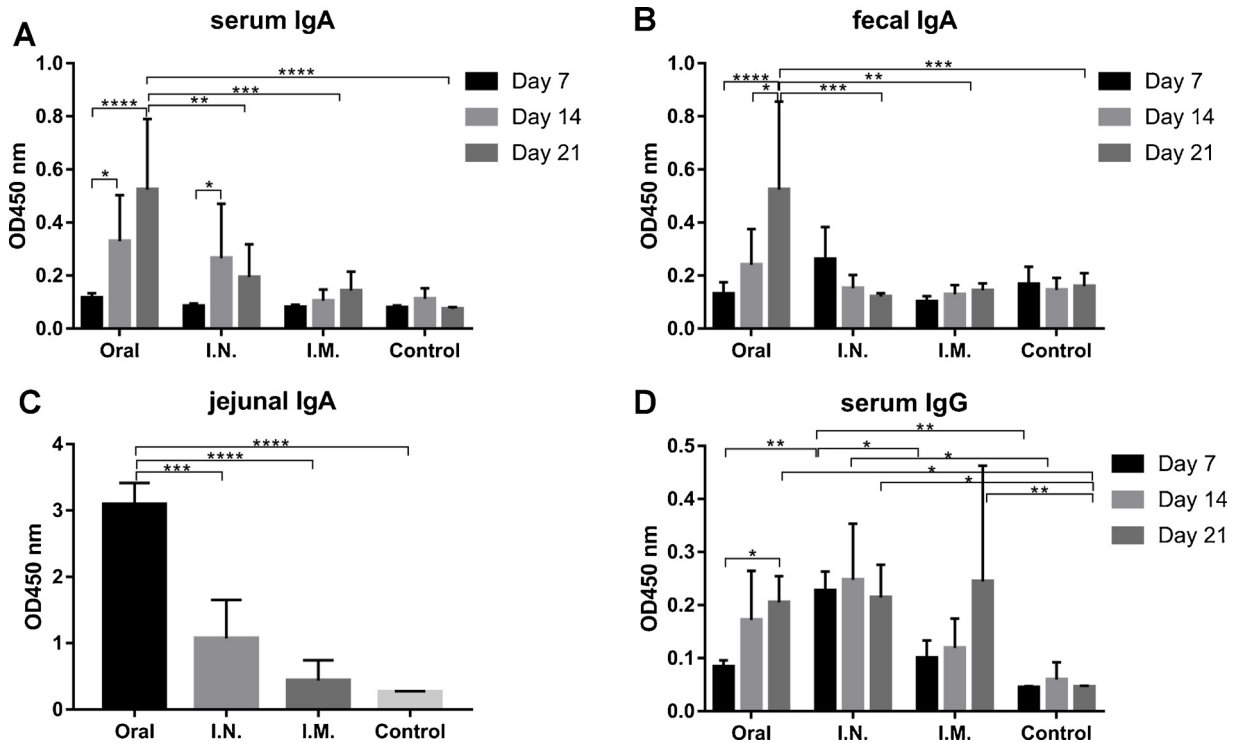 A
serum IgA
OD450 nm
1.0
0.8
0.6
0.4
0.2
0.0
****
***
**
****
*
*
Day 7
Day 14
Day 21
Oral I.N. I.M. Control
B
fecal IgA
OD450 nm
1.0
0.8
0.6
0.4
0.2
0.0
***
**** **
* ***
Day 7
Day 14
Day 21
Oral I.N. I.M. Control
C
jejunal IgA
OD450 nm
4
3
2
1
0
****
****
***
Oral I.N. I.M. Control
D
serum IgG
OD450 nm
0.5
0.4
0.3
0.2
0.1
0.0
**
** *
*
*
*
**
*
Day 7
Day 14
Day 21
Oral I.N. I.M. Control